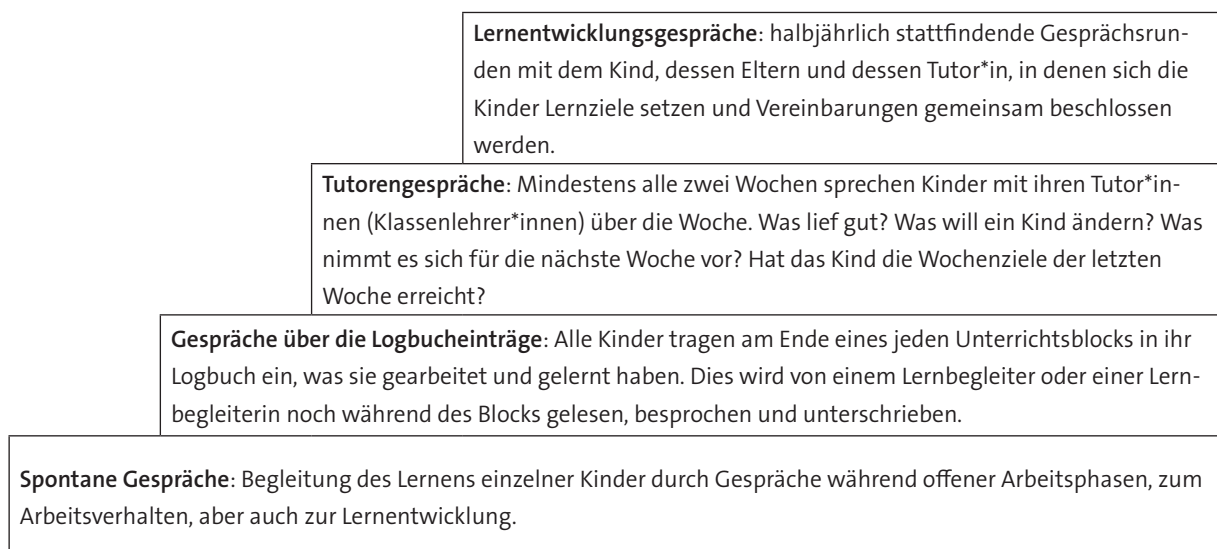 Lernentwicklungsgespräche: halbjährlich stattfindende Gesprächsrun-
den mit dem Kind, dessen Eltern und dessen Tutor*in, in denen sich die
Kinder Lernziele setzen und Vereinbarungen gemeinsam beschlossen
werden.
Tutorengespräche: Mindestens alle zwei Wochen sprechen Kinder mit ihren Tutor*in-
nen (Klassenlehrer*innen) über die Woche. Was lief gut? Was will ein Kind ändern? Was
nimmt es sich für die nächste Woche vor? Hat das Kind die Wochenziele der letzten
Woche erreicht?
Gespräche über die Logbucheinträge: Alle Kinder tragen am Ende eines jeden Unterrichtsblocks in ihr
Logbuch ein, was sie gearbeitet und gelernt haben. Dies wird von einem Lernbegleiter oder einer Lern-
begleiterin noch während des Blocks gelesen, besprochen und unterschrieben.
Spontane Gespräche: Begleitung des Lernens einzelner Kinder durch Gespräche während offener Arbeitsphasen, zum
Arbeitsverhalten, aber auch zur Lernentwicklung.